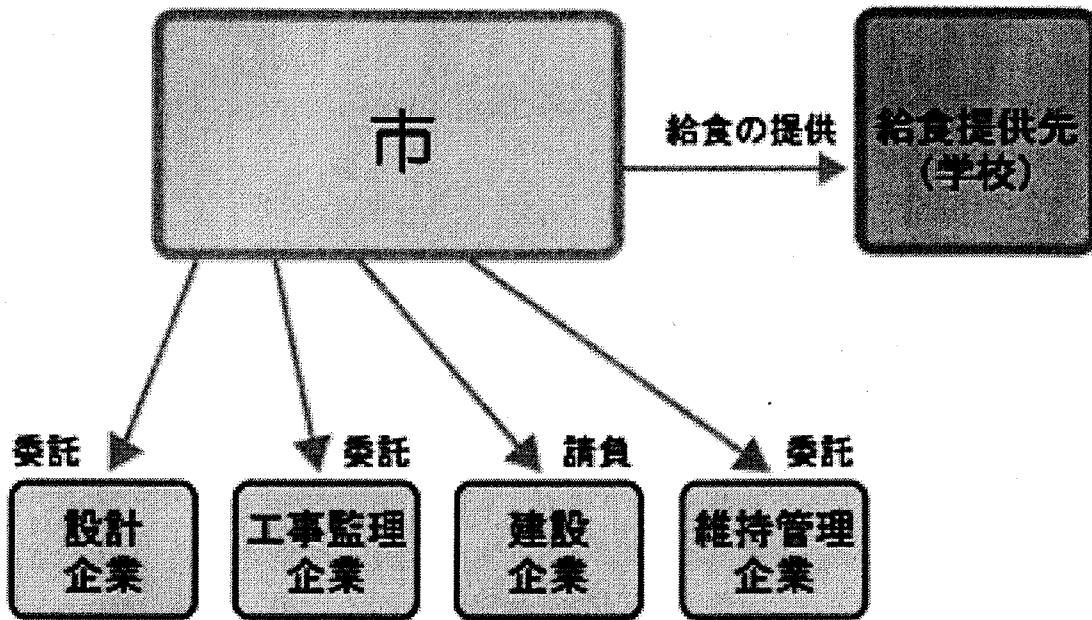 市
給食の提供
給食提供先
(学校)
委託
委託
請負
委託
設計
企業
工事監理
企業
建設
企業
維持管理
企業